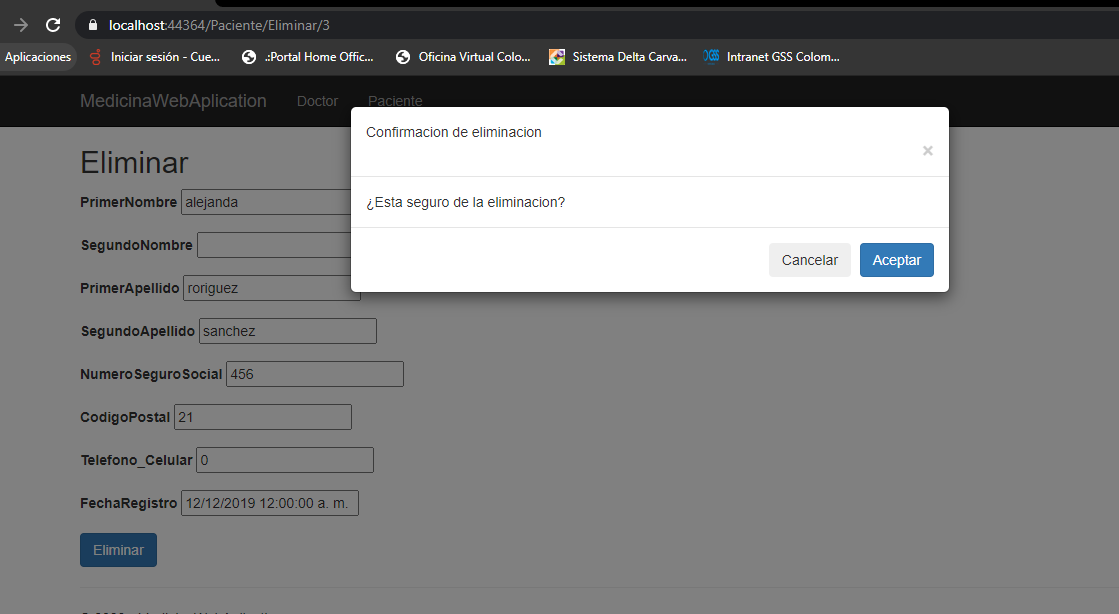 localhost:44364/Paciente/Eliminar/3
Aplicaciones Iniciar sesión - Cue... .:Portal Home Offic... Oficina Virtual Colo... Sistema Delta Carva... Intranet GSS Colom...
MedicinaWebAplication Doctor Paciente
Confirmacion de eliminacion
×
¿Esta seguro de la eliminacion?
Cancelar Aceptar
Eliminar
PrimerNombre alejanda
SegundoNombre
PrimerApellido roriguez
SegundoApellido sanchez
NumeroSeguroSocial 456
CodigoPostal 21
Telefono_Celular 0
FechaRegistro 12/12/2019 12:00:00 a. m.
Eliminar